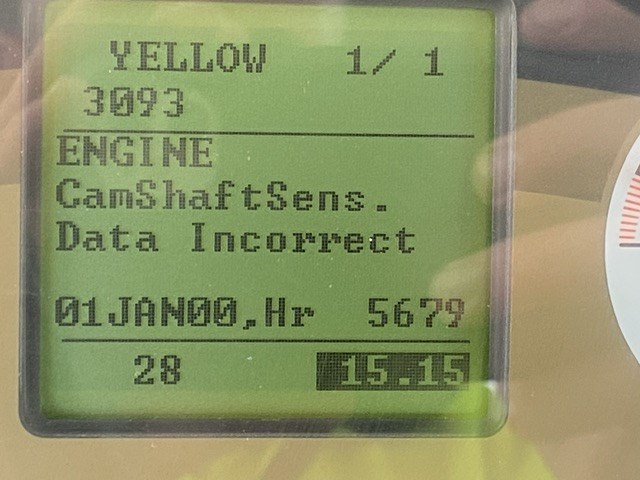 YELLOW 1/ 1
3093
ENGINE
CamShaftSens.
Data Incorrect
01JAN00,Hr 5679
28 15.15